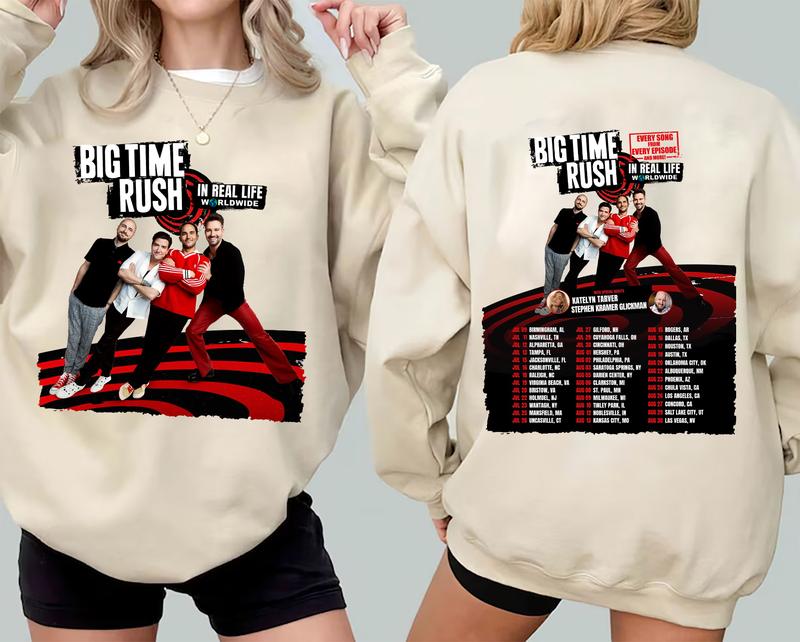 BIG TIME
RUSH
IN REAL LIFE
WORLDWIDE
BIG TIME
RUSH
EVERY SONG
FROM
EVERY EPISODE
AND MORE!
IN REAL LIFE
WORLDWIDE
WITH SPECIAL GUESTS
KATELYN TARVER
STEPHEN KRAMER GLICKMAN
BIRMINGHAM, AL
NASHVILLE, TN
ALPHARETTA, GA
TAMPA, FL
JACKSONVILLE, FL
CHARLOTTE, NC
RALEIGH, NC
VIRGINIA BEACH, VA
BRISTOW, VA
HOLMDEL, NJ
WANTAGH, NY
MANSFIELD, MA
UNCASVILLE, CT
GILFORD, NH
CUYAHOGA FALLS, OH
CINCINNATI, OH
HERSHEY, PA
PHILADELPHIA, PA
SARATOGA SPRINGS, NY
DARIEN CENTER, NY
CLARKSTON, MI
ST. PAUL, MN
MILWAUKEE, WI
TINLEY PARK, IL
NOBLESVILLE, IN
KANSAS CITY, MO
ROGERS, AR
DALLAS, TX
HOUSTON, TX
AUSTIN, TX
OKLAHOMA CITY, OK
ALBUQUERQUE, NM
PHOENIX, AZ
CHULA VISTA, CA
LOS ANGELES, CA
CONCORD, CA
SALT LAKE CITY, UT
LAS VEGAS, NV